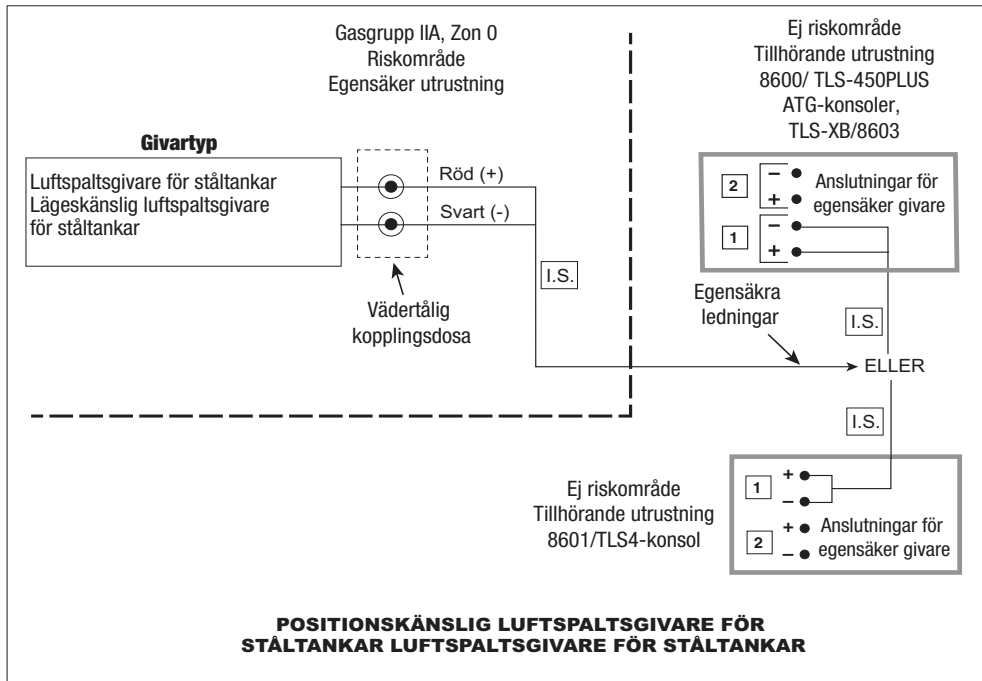 Gasgrupp IIA, Zon 0
Riskområde
Egensäker utrustning
Ej riskområde
Tillhörande utrustning
8600/ TLS-450PLUS
ATG-konsoler,
TLS-XB/8603
Givartyp
Luftspaltsgivare för ståltankar
Lägeskänslig luftspaltsgivare
för ståltankar
Röd (+)
Svart (-)
Vädertålig
kopplingsdosa
I.S.
2
–
+
1
–
+
Anslutningar för
egensäker givare
Egensäkra
ledningar
I.S.
ELLER
I.S.
Ej riskområde
Tillhörande utrustning
8601/TLS4-konsol
1
+
–
2
+
–
Anslutningar för
egensäker givare
POSITIONSKÄNSLIG LUFTSPALTSGIVARE FÖR
STÅLTANKAR LUFTSPALTSGIVARE FÖR STÅLTANKAR